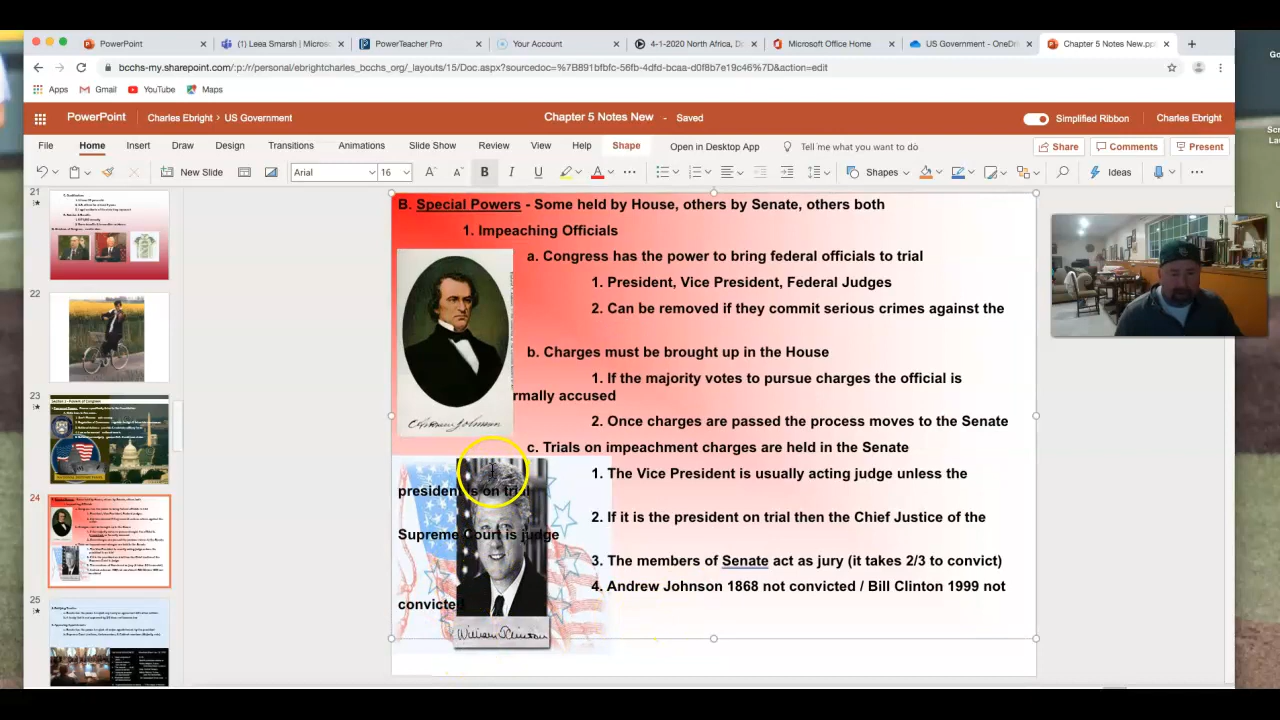 PowerPoint
(1) Leea Smarsh | Micros
PowerTeacher Pro
Your Account
4-1-2020 North Africa, D
Microsoft Office Home
US Government - OneDri
Chapter 5 Notes New.pp
bcchs-my.sharepoint.com/:p:/r/personal/ebrightcharles_bcchs_org/_layouts/15/Doc.aspx?sourcedoc=%7B891bfbfc-56fb-4dfd-bcaa-d0f8b7e19c46%7D&action=edit
Apps Gmail YouTube Maps
PowerPoint Charles Ebright > US Government Chapter 5 Notes New - Saved Simplified Ribbon Charles Ebright
File Home Insert Draw Design Transitions Animations Slide Show Review View Help Shape Open in Desktop App Tell me what you want to do Share Comments Present
New Slide Arial 16 B I U A Shapes Ideas
21
22
23
24
25
B. Special Powers - Some held by House, others by Senate, others both
1. Impeaching Officials
a. Congress has the power to bring federal officials to trial
1. President, Vice President, Federal Judges
2. Can be removed if they commit serious crimes against the
b. Charges must be brought up in the House
1. If the majority votes to pursue charges the official is
rmally accused
2. Once charges are passed the process moves to the Senate
c. Trials on impeachment charges are held in the Senate
1. The Vice President is usually acting judge unless the
president is
2. If it is the president on trial then the Chief Justice of the
Supreme Court is judge
3. The members of Senate act as jury (it takes 2/3 to convict)
4. Andrew Johnson 1868 not convicted / Bill Clinton 1999 not
convicted